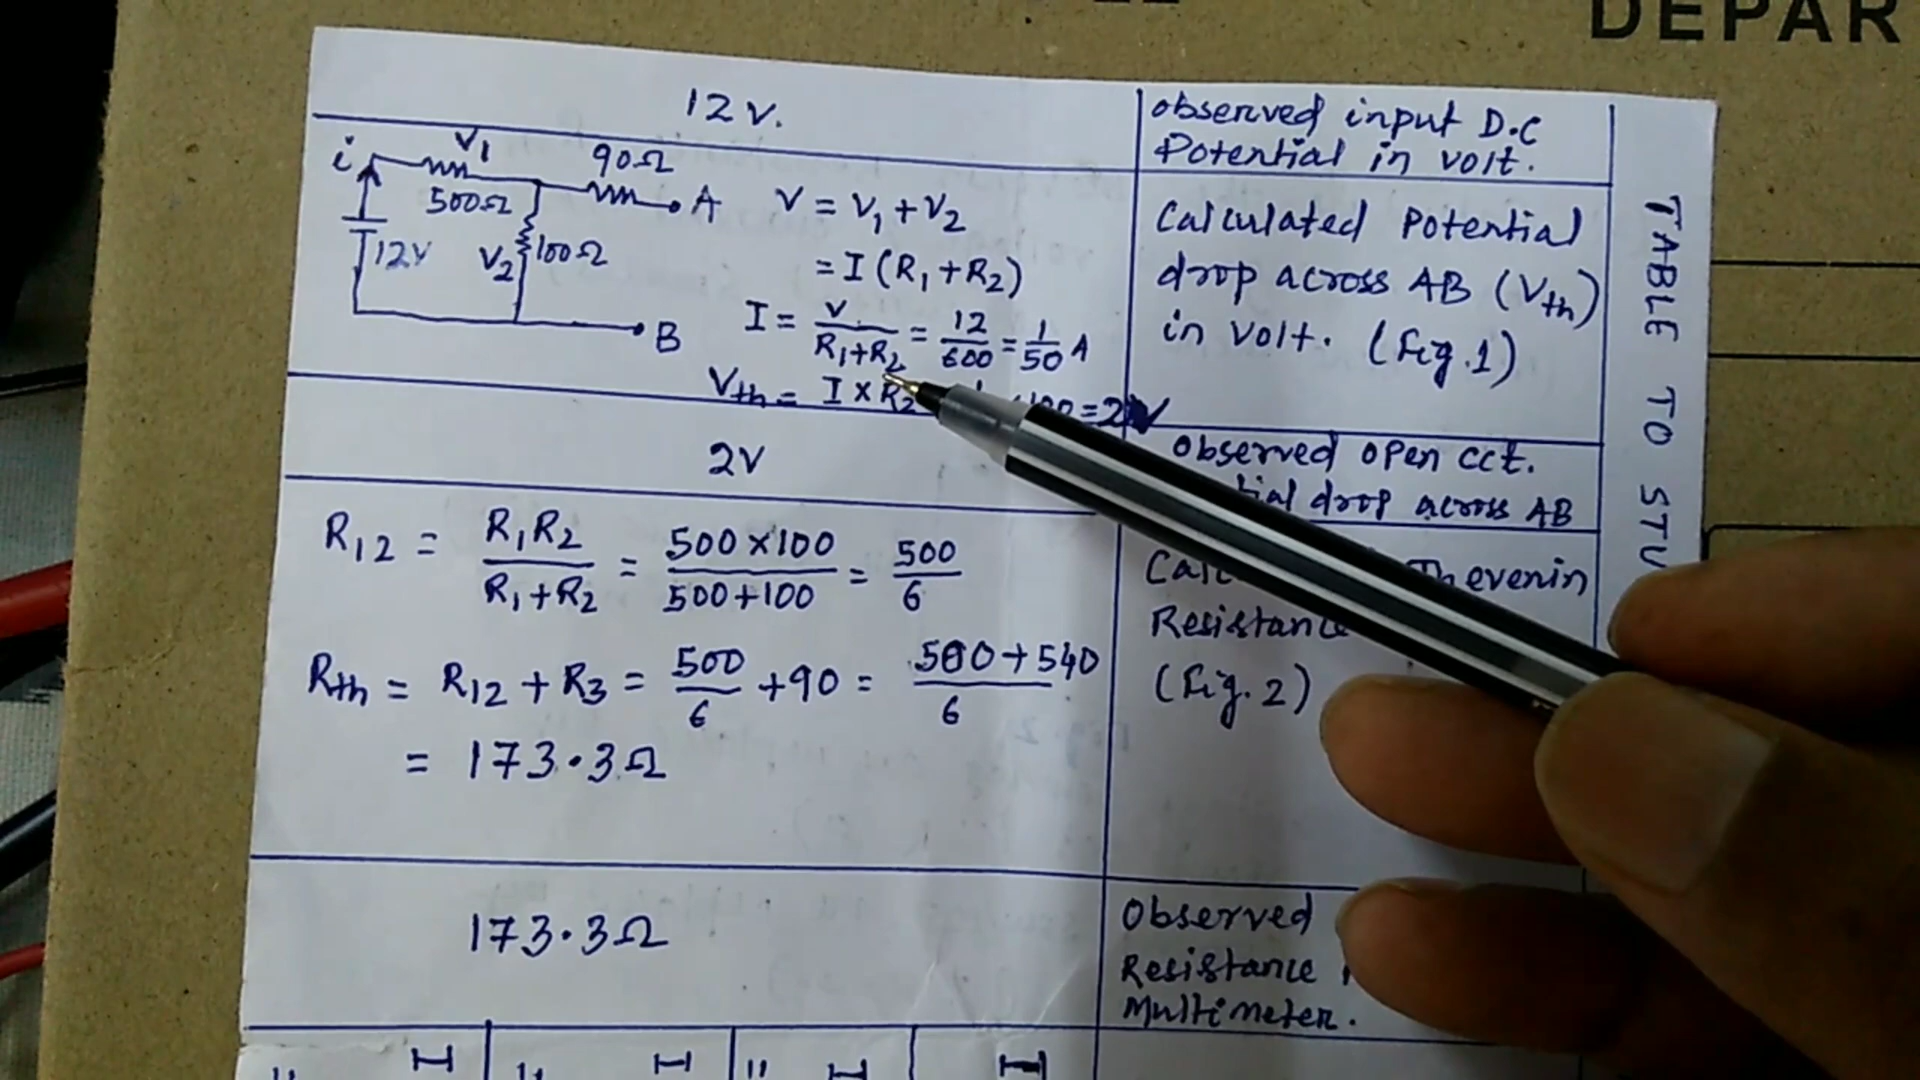 DEPAR
12 V.
observed input D.C
Potential in volt.
i
V1
90Ω
500Ω
A
12V
V2
100Ω
B
V = V1 + V2
= I (R1 + R2)
I = V / R1+R2 = 12 / 600 = 1 / 50 A
Vth = I × R2
100 = 2V
Calculated Potential
drop across AB (Vth)
in volt. (Fig.1)
2V
Observed open cct.
drop across AB
R12 = R1R2 / R1+R2 = 500×100 / 500+100 = 500 / 6
Rth = R12 + R3 = 500 / 6 + 90 = 500+540 / 6
= 173.3Ω
Resistance
(Fig. 2)
173.3Ω
Observed
Resistance
Multimeter.
TABLE TO
I
I
I
I